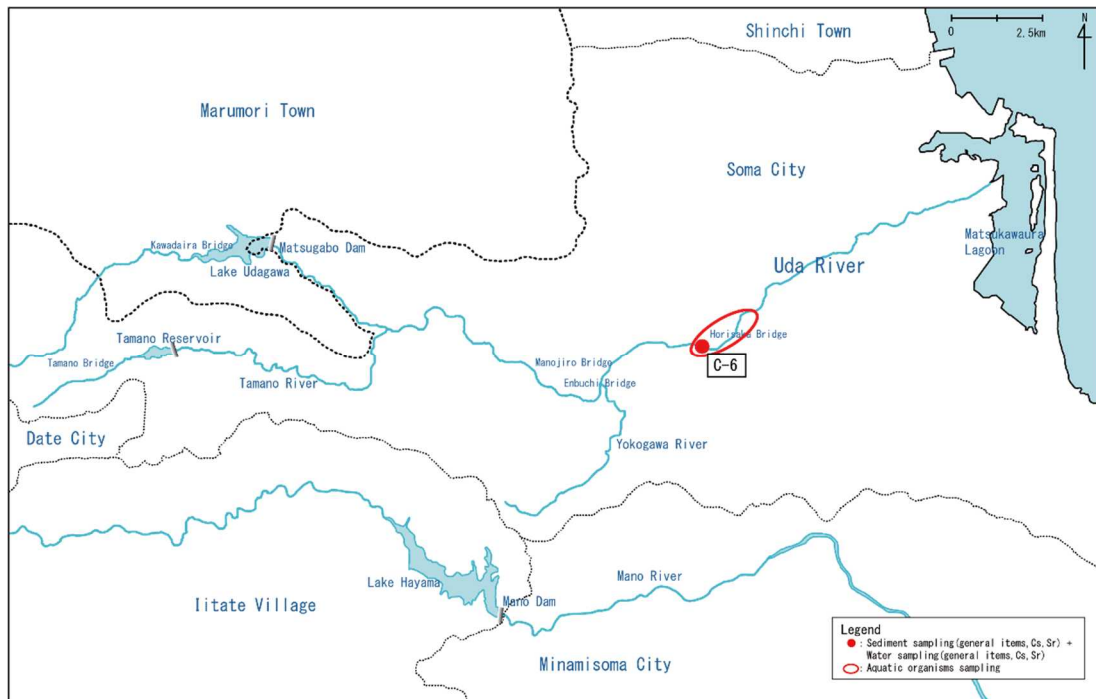 Shinchi Town
N
0 2.5km
Marumori Town
Soma City
Kawadaira Bridge
Matsugabo Dam
Lake Udagawa
Matsukawaura
Lagoon
Uda River
Tamano Reservoir
Horisaka Bridge
Tamano Bridge
Manojiro Bridge
C-6
Tamano River
Enbuchi Bridge
Date City
Yokogawa River
Lake Hayama
Mano River
Iitate Village
Mano Dam
Minamisoma City
Legend
: Sediment sampling(general items,Cs,Sr) +
Water sampling(general items,Cs,Sr)
: Aquatic organisms sampling